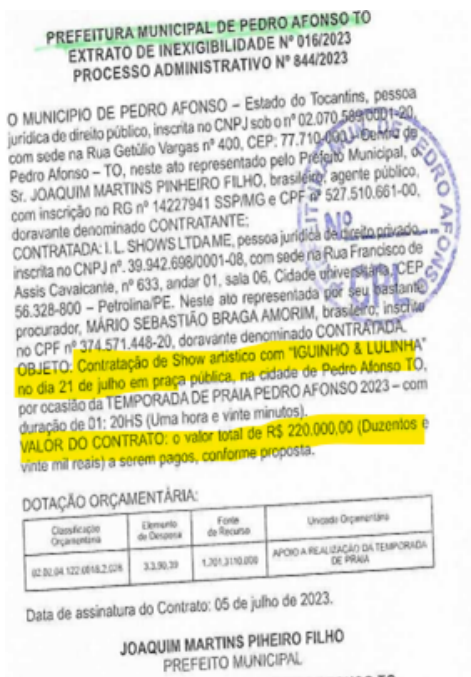 PREFEITURA MUNICIPAL DE PEDRO AFONSO TO
EXTRATO DE INEXIGIBILIDADE Nº 016/2023
PROCESSO ADMINISTRATIVO Nº 844/2023
O MUNICIPIO DE PEDRO AFONSO – Estado do Tocantins, pessoa
jurídica de direito público, inscrita no CNPJ sob o nº 02.070.589/0001-20,
com sede na Rua Getúlio Vargas nº 400, CEP: 77.710-000 – Centro de
Pedro Afonso – TO, neste ato representado pelo Prefeito Municipal, o
Sr. JOAQUIM MARTINS PINHEIRO FILHO, brasileiro, agente público,
com inscrição no RG nº 14227941 SSP/MG e CPF nº 527.510.661-00,
doravante denominado CONTRATANTE;
CONTRATADA: I. L. SHOWS LTDA ME, pessoa jurídica de direito privado,
inscrita no CNPJ nº. 39.942.698/0001-08, com sede na Rua Francisco de
Assis Cavalcante, nº 633, andar 01, sala 06, Cidade universitária, CEP
56.328-800 – Petrolina/PE. Neste ato representada por seu bastante
procurador, MÁRIO SEBASTIÃO BRAGA AMORIM, brasileiro, inscrito
no CPF nº 374.571.448-20, doravante denominado CONTRATADA.
OBJETO: Contratação de Show artístico com "IGUINHO & LULINHA"
no dia 21 de julho em praça pública, na cidade de Pedro Afonso TO,
por ocasião da TEMPORADA DE PRAIA PEDRO AFONSO 2023 – com
duração de 01: 20HS (Uma hora e vinte minutos).
VALOR DO CONTRATO: o valor total de R$ 220.000,00 (Duzentos e
vinte mil reais) a serem pagos, conforme proposta.
DOTAÇÃO ORÇAMENTÁRIA:
Classificação Orçamentária Elemento de Despesa Fonte de Recurso Unidade Orçamentária
02.02.04.122.0018.2.026 3.3.90.39 1.701.3110.000 APOIO A REALIZAÇÃO DA TEMPORADA DE PRAIA
Data de assinatura do Contrato: 05 de julho de 2023.
JOAQUIM MARTINS PIHEIRO FILHO
PREFEITO MUNICIPAL